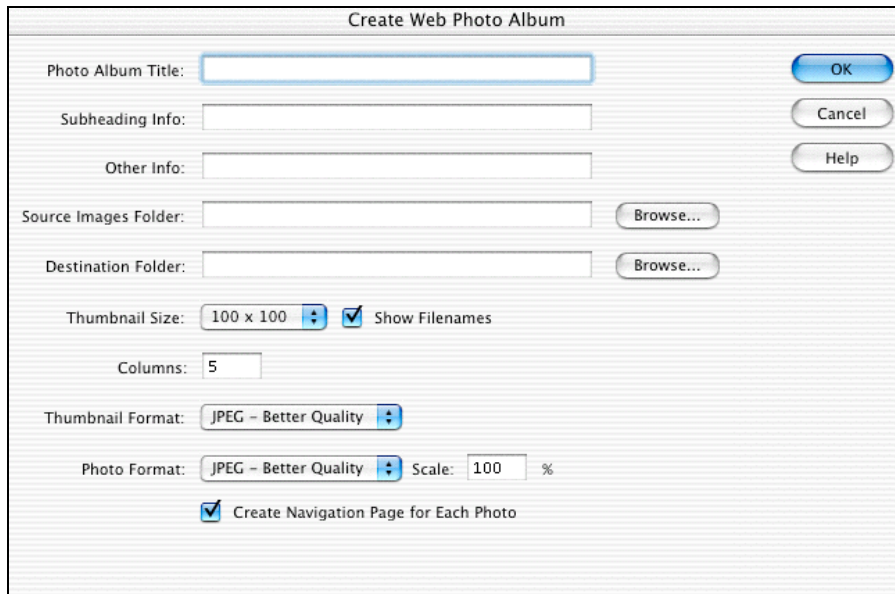 Create Web Photo Album
Photo Album Title:
OK
Subheading Info:
Cancel
Other Info:
Help
Source Images Folder:
Browse...
Destination Folder:
Browse...
Thumbnail Size: 100 x 100 Show Filenames
Columns: 5
Thumbnail Format: JPEG – Better Quality
Photo Format: JPEG – Better Quality Scale: 100 %
Create Navigation Page for Each Photo